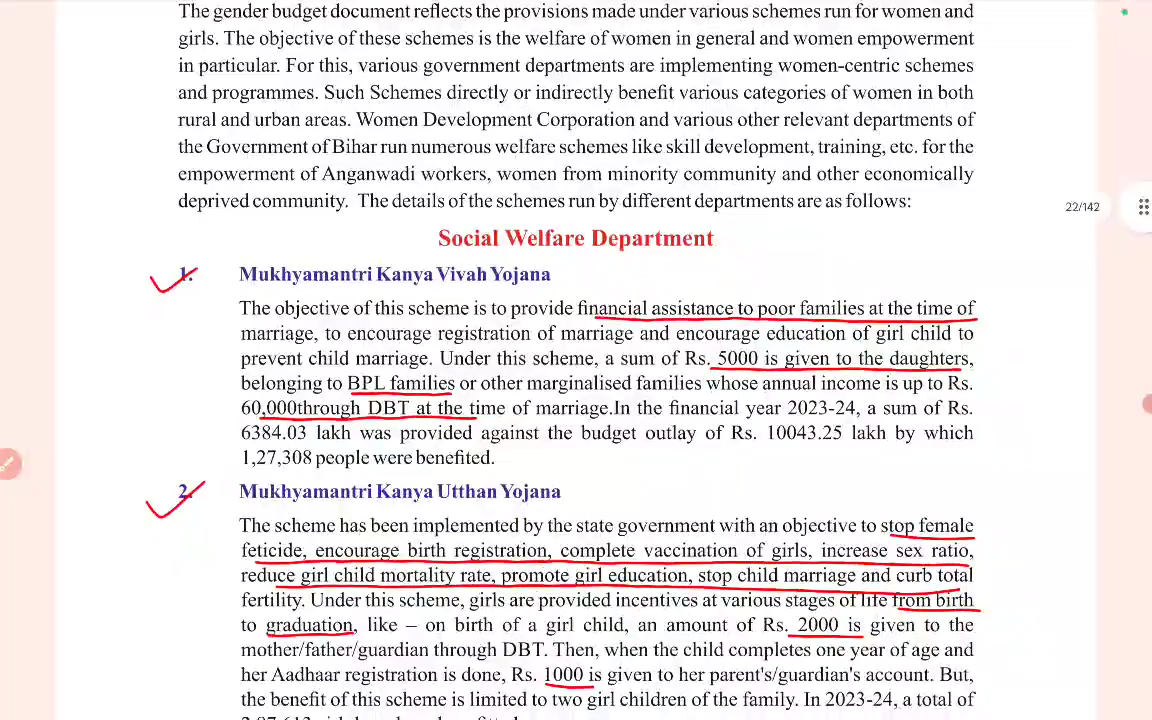 The gender budget document reflects the provisions made under various schemes run for women and
girls. The objective of these schemes is the welfare of women in general and women empowerment
in particular. For this, various government departments are implementing women-centric schemes
and programmes. Such Schemes directly or indirectly benefit various categories of women in both
rural and urban areas. Women Development Corporation and various other relevant departments of
the Government of Bihar run numerous welfare schemes like skill development, training, etc. for the
empowerment of Anganwadi workers, women from minority community and other economically
deprived community. The details of the schemes run by different departments are as follows:
22/142
Social Welfare Department
1. Mukhyamantri Kanya Vivah Yojana
The objective of this scheme is to provide financial assistance to poor families at the time of
marriage, to encourage registration of marriage and encourage education of girl child to
prevent child marriage. Under this scheme, a sum of Rs. 5000 is given to the daughters,
belonging to BPL families or other marginalised families whose annual income is up to Rs.
60,000through DBT at the time of marriage.In the financial year 2023-24, a sum of Rs.
6384.03 lakh was provided against the budget outlay of Rs. 10043.25 lakh by which
1,27,308 people were benefited.
2. Mukhyamantri Kanya Utthan Yojana
The scheme has been implemented by the state government with an objective to stop female
feticide, encourage birth registration, complete vaccination of girls, increase sex ratio,
reduce girl child mortality rate, promote girl education, stop child marriage and curb total
fertility. Under this scheme, girls are provided incentives at various stages of life from birth
to graduation, like – on birth of a girl child, an amount of Rs. 2000 is given to the
mother/father/guardian through DBT. Then, when the child completes one year of age and
her Aadhaar registration is done, Rs. 1000 is given to her parent's/guardian's account. But,
the benefit of this scheme is limited to two girl children of the family. In 2023-24, a total of